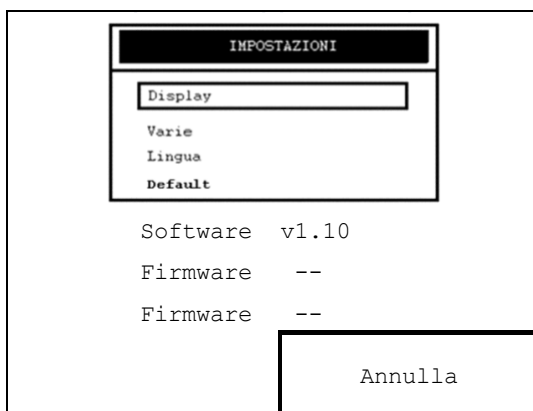 IMPOSTAZIONI
Display
Varie
Lingua
Default
Software v1.10
Firmware --
Firmware --
Annulla